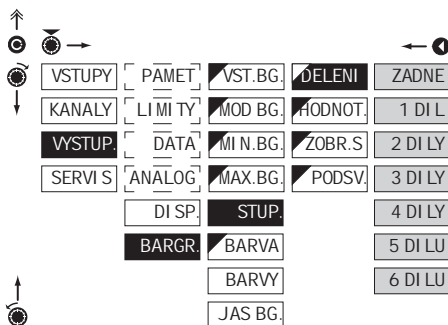 VSTUPY PAMET VST.BG. DELENI ZADNE
KANALY LIMITY MOD BG. HODNOT. 1 DIL
VYSTUP. DATA MIN.BG. ZOBR.S 2 DILY
SERVIS ANALOG MAX.BG. PODSV. 3 DILY
DISP. STUP. 4 DILY
BARGR. BARVA 5 DILU
BARVY 6 DILU
JAS BG.